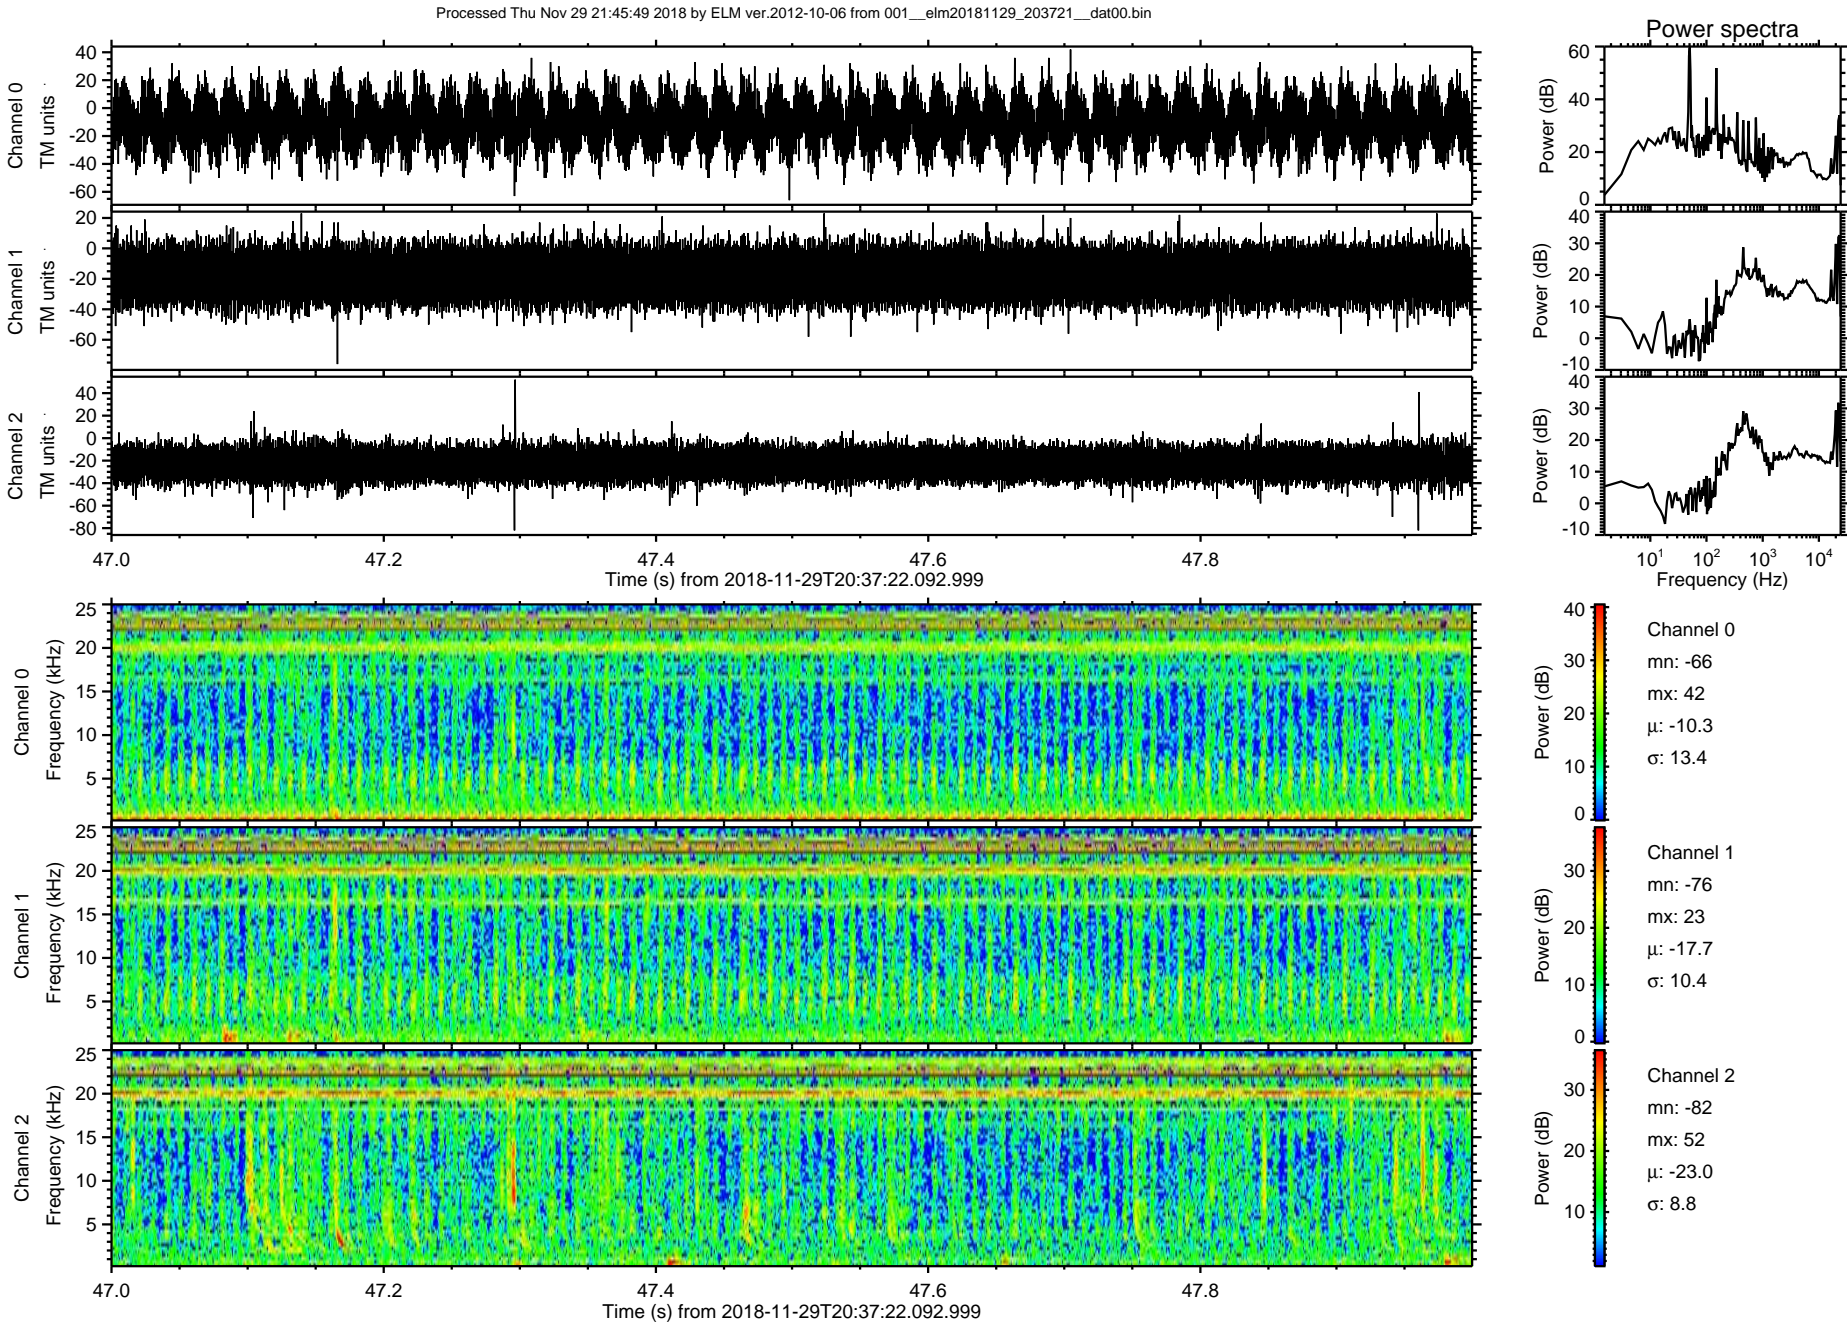 Processed Thu Nov 29 21:45:49 2018 by ELM ver.2012-10-06 from 001__elm20181129_203721__dat00.bin
Power spectra
Channel 0
TM units
40
20
0
-20
-40
-60
Power (dB)
60
40
20
0
Channel 1
TM units
20
0
-20
-40
-60
Power (dB)
40
30
20
10
0
-10
Channel 2
TM units
40
20
0
-20
-40
-60
-80
Power (dB)
40
30
20
10
0
-10
47.0 47.2 47.4 47.6 47.8
Time (s) from 2018-11-29T20:37:22.092.999
10^1 10^2 10^3 10^4
Frequency (Hz)
Channel 0
Frequency (kHz)
25
20
15
10
5
Power (dB)
40
30
20
10
0
Channel 0
mn: -66
mx: 42
μ: -10.3
σ: 13.4
Channel 1
Frequency (kHz)
25
20
15
10
5
Power (dB)
30
20
10
0
Channel 1
mn: -76
mx: 23
μ: -17.7
σ: 10.4
Channel 2
Frequency (kHz)
25
20
15
10
5
Power (dB)
30
20
10
Channel 2
mn: -82
mx: 52
μ: -23.0
σ: 8.8
47.0 47.2 47.4 47.6 47.8
Time (s) from 2018-11-29T20:37:22.092.999